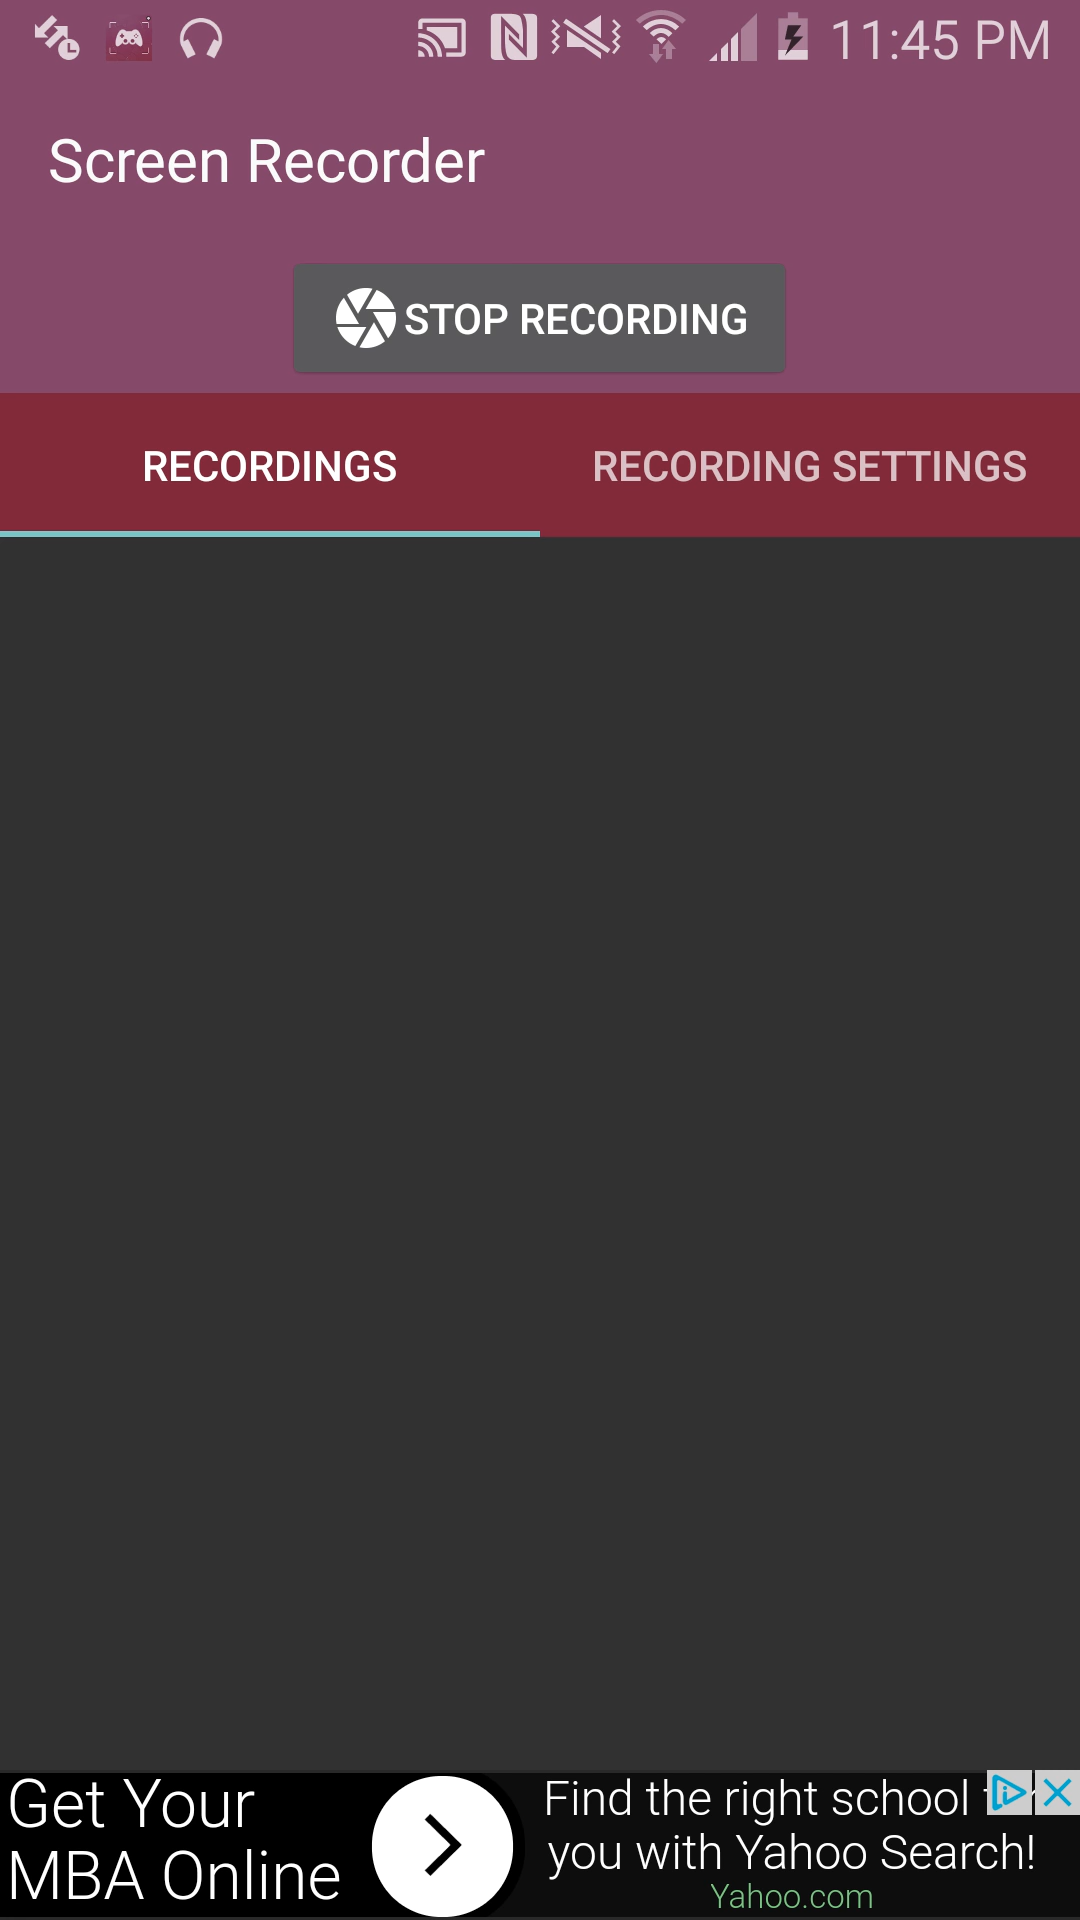 11:45 PM
Screen Recorder
STOP RECORDING
RECORDINGS
RECORDING SETTINGS
Get Your
MBA Online
Find the right school
you with Yahoo Search!
Yahoo.com